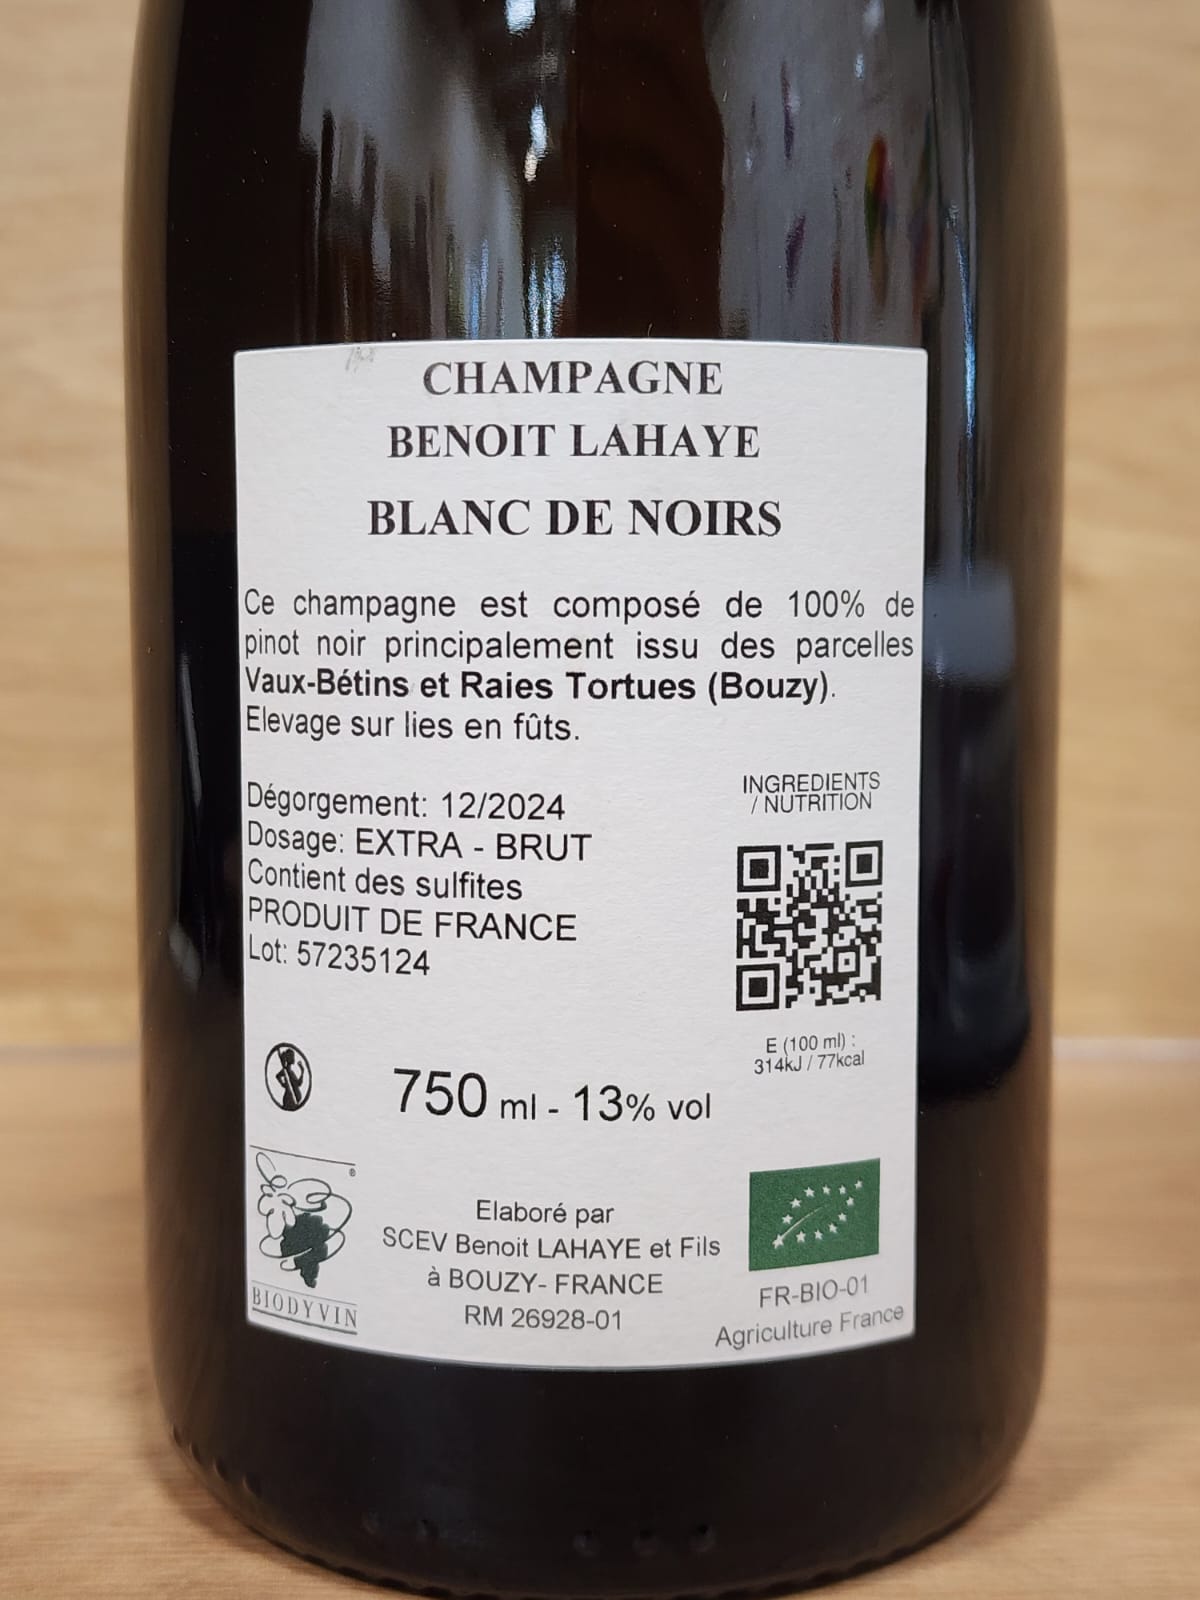 CHAMPAGNE
BENOIT LAHAYE
BLANC DE NOIRS
Ce champagne est composé de 100% de
pinot noir principalement issu des parcelles
Vaux-Bétins et Raies Tortues (Bouzy).
Elevage sur lies en fûts.
Dégorgement: 12/2024
Dosage: EXTRA - BRUT
Contient des sulfites
PRODUIT DE FRANCE
Lot: 57235124
INGREDIENTS
/ NUTRITION
E (100 ml) :
314kJ / 77kcal
750 ml - 13% vol
®
BIODYVIN
Elaboré par
SCEV Benoit LAHAYE et Fils
à BOUZY- FRANCE
RM 26928-01
FR-BIO-01
Agriculture France